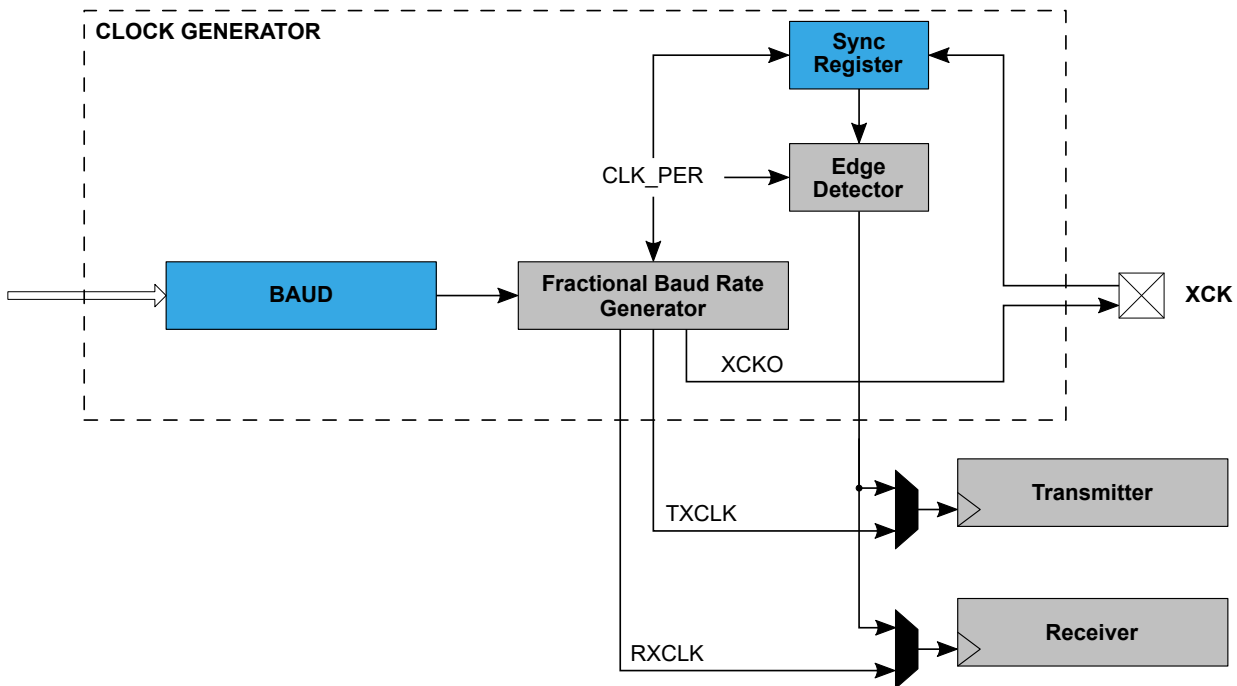 CLOCK GENERATOR
Sync
Register
CLK_PER
Edge
Detector
BAUD
Fractional Baud Rate
Generator
XCK
XCKO
TXCLK
Transmitter
RXCLK
Receiver